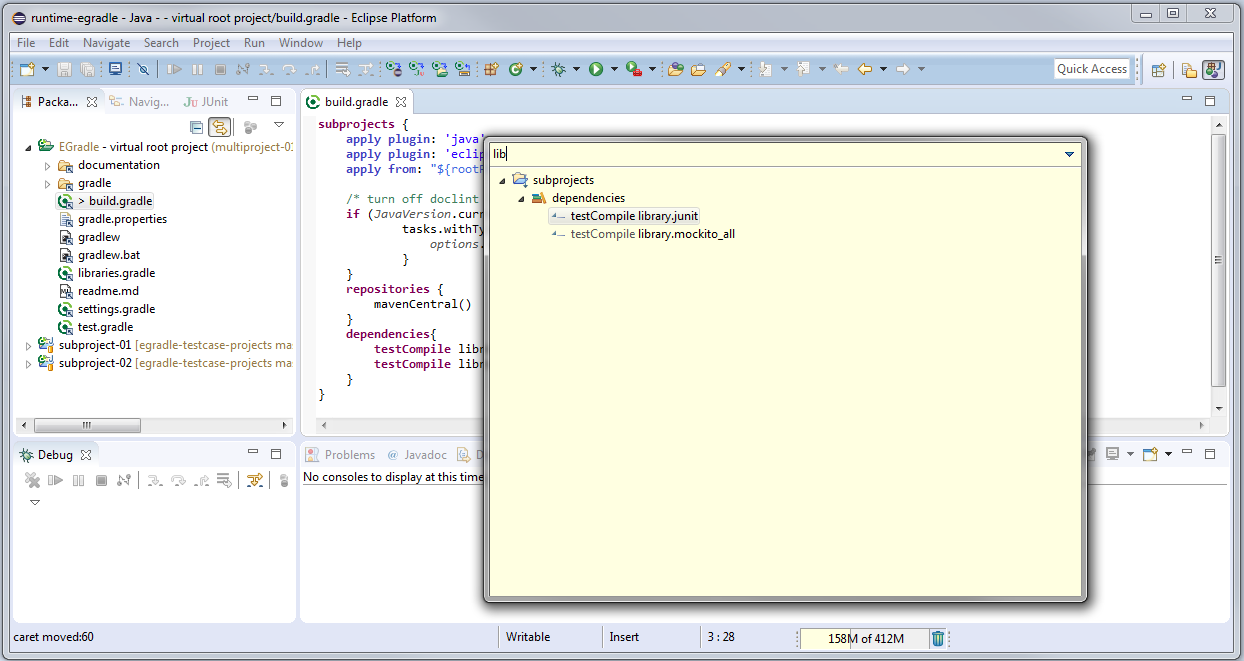 runtime-egradle - Java - - virtual root project/build.gradle - Eclipse Platform
File Edit Navigate Search Project Run Window Help
Quick Access
Packa... Navig... JUnit
EGradle - virtual root project (multiproject-01
documentation
gradle
> build.gradle
gradle.properties
gradlew
gradlew.bat
libraries.gradle
readme.md
settings.gradle
test.gradle
subproject-01 [egradle-testcase-projects ma
subproject-02 [egradle-testcase-projects ma
build.gradle
subprojects {
apply plugin: 'java'
apply plugin: 'eclip
apply from: "${rootP
/* turn off doclint
if (JavaVersion.curr
tasks.withTy
options.
}
}
repositories {
mavenCentral()
}
dependencies{
testCompile libr
testCompile libr
}
}
lib
subprojects
dependencies
testCompile library.junit
testCompile library.mockito_all
Debug
Problems @ Javadoc D
No consoles to display at this time
caret moved:60
Writable
Insert
3 : 28
158M of 412M